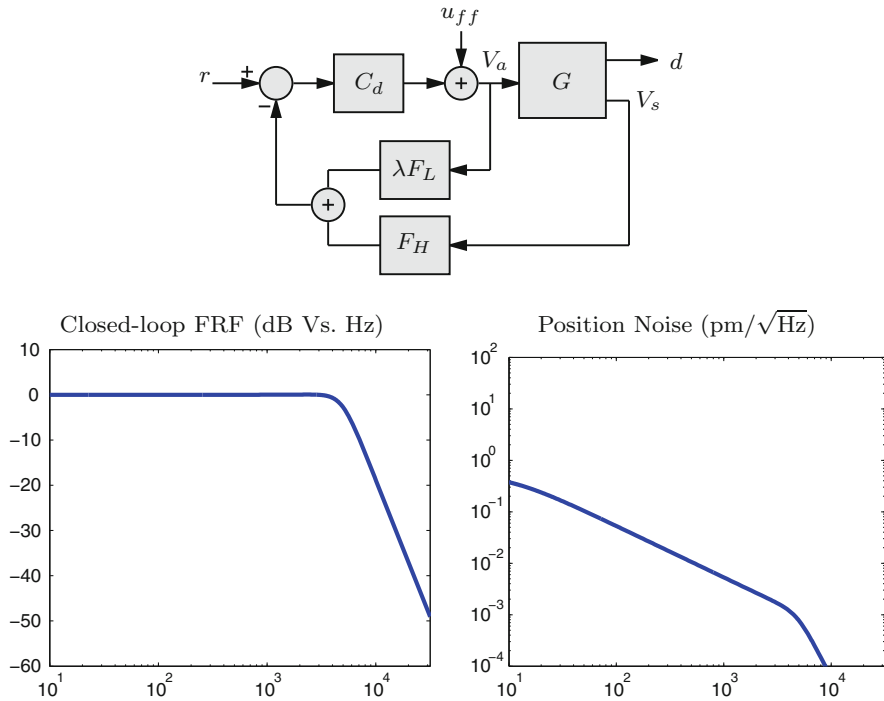 u_{ff}
r + C_d + V_a G d
− V_s
λF_L
+
F_H
Closed-loop FRF (dB Vs. Hz)
10
0
−10
−20
−30
−40
−50
−60
10^1 10^2 10^3 10^4
Position Noise (pm/√Hz)
10^2
10^1
10^0
10^{-1}
10^{-2}
10^{-3}
10^{-4}
10^1 10^2 10^3 10^4